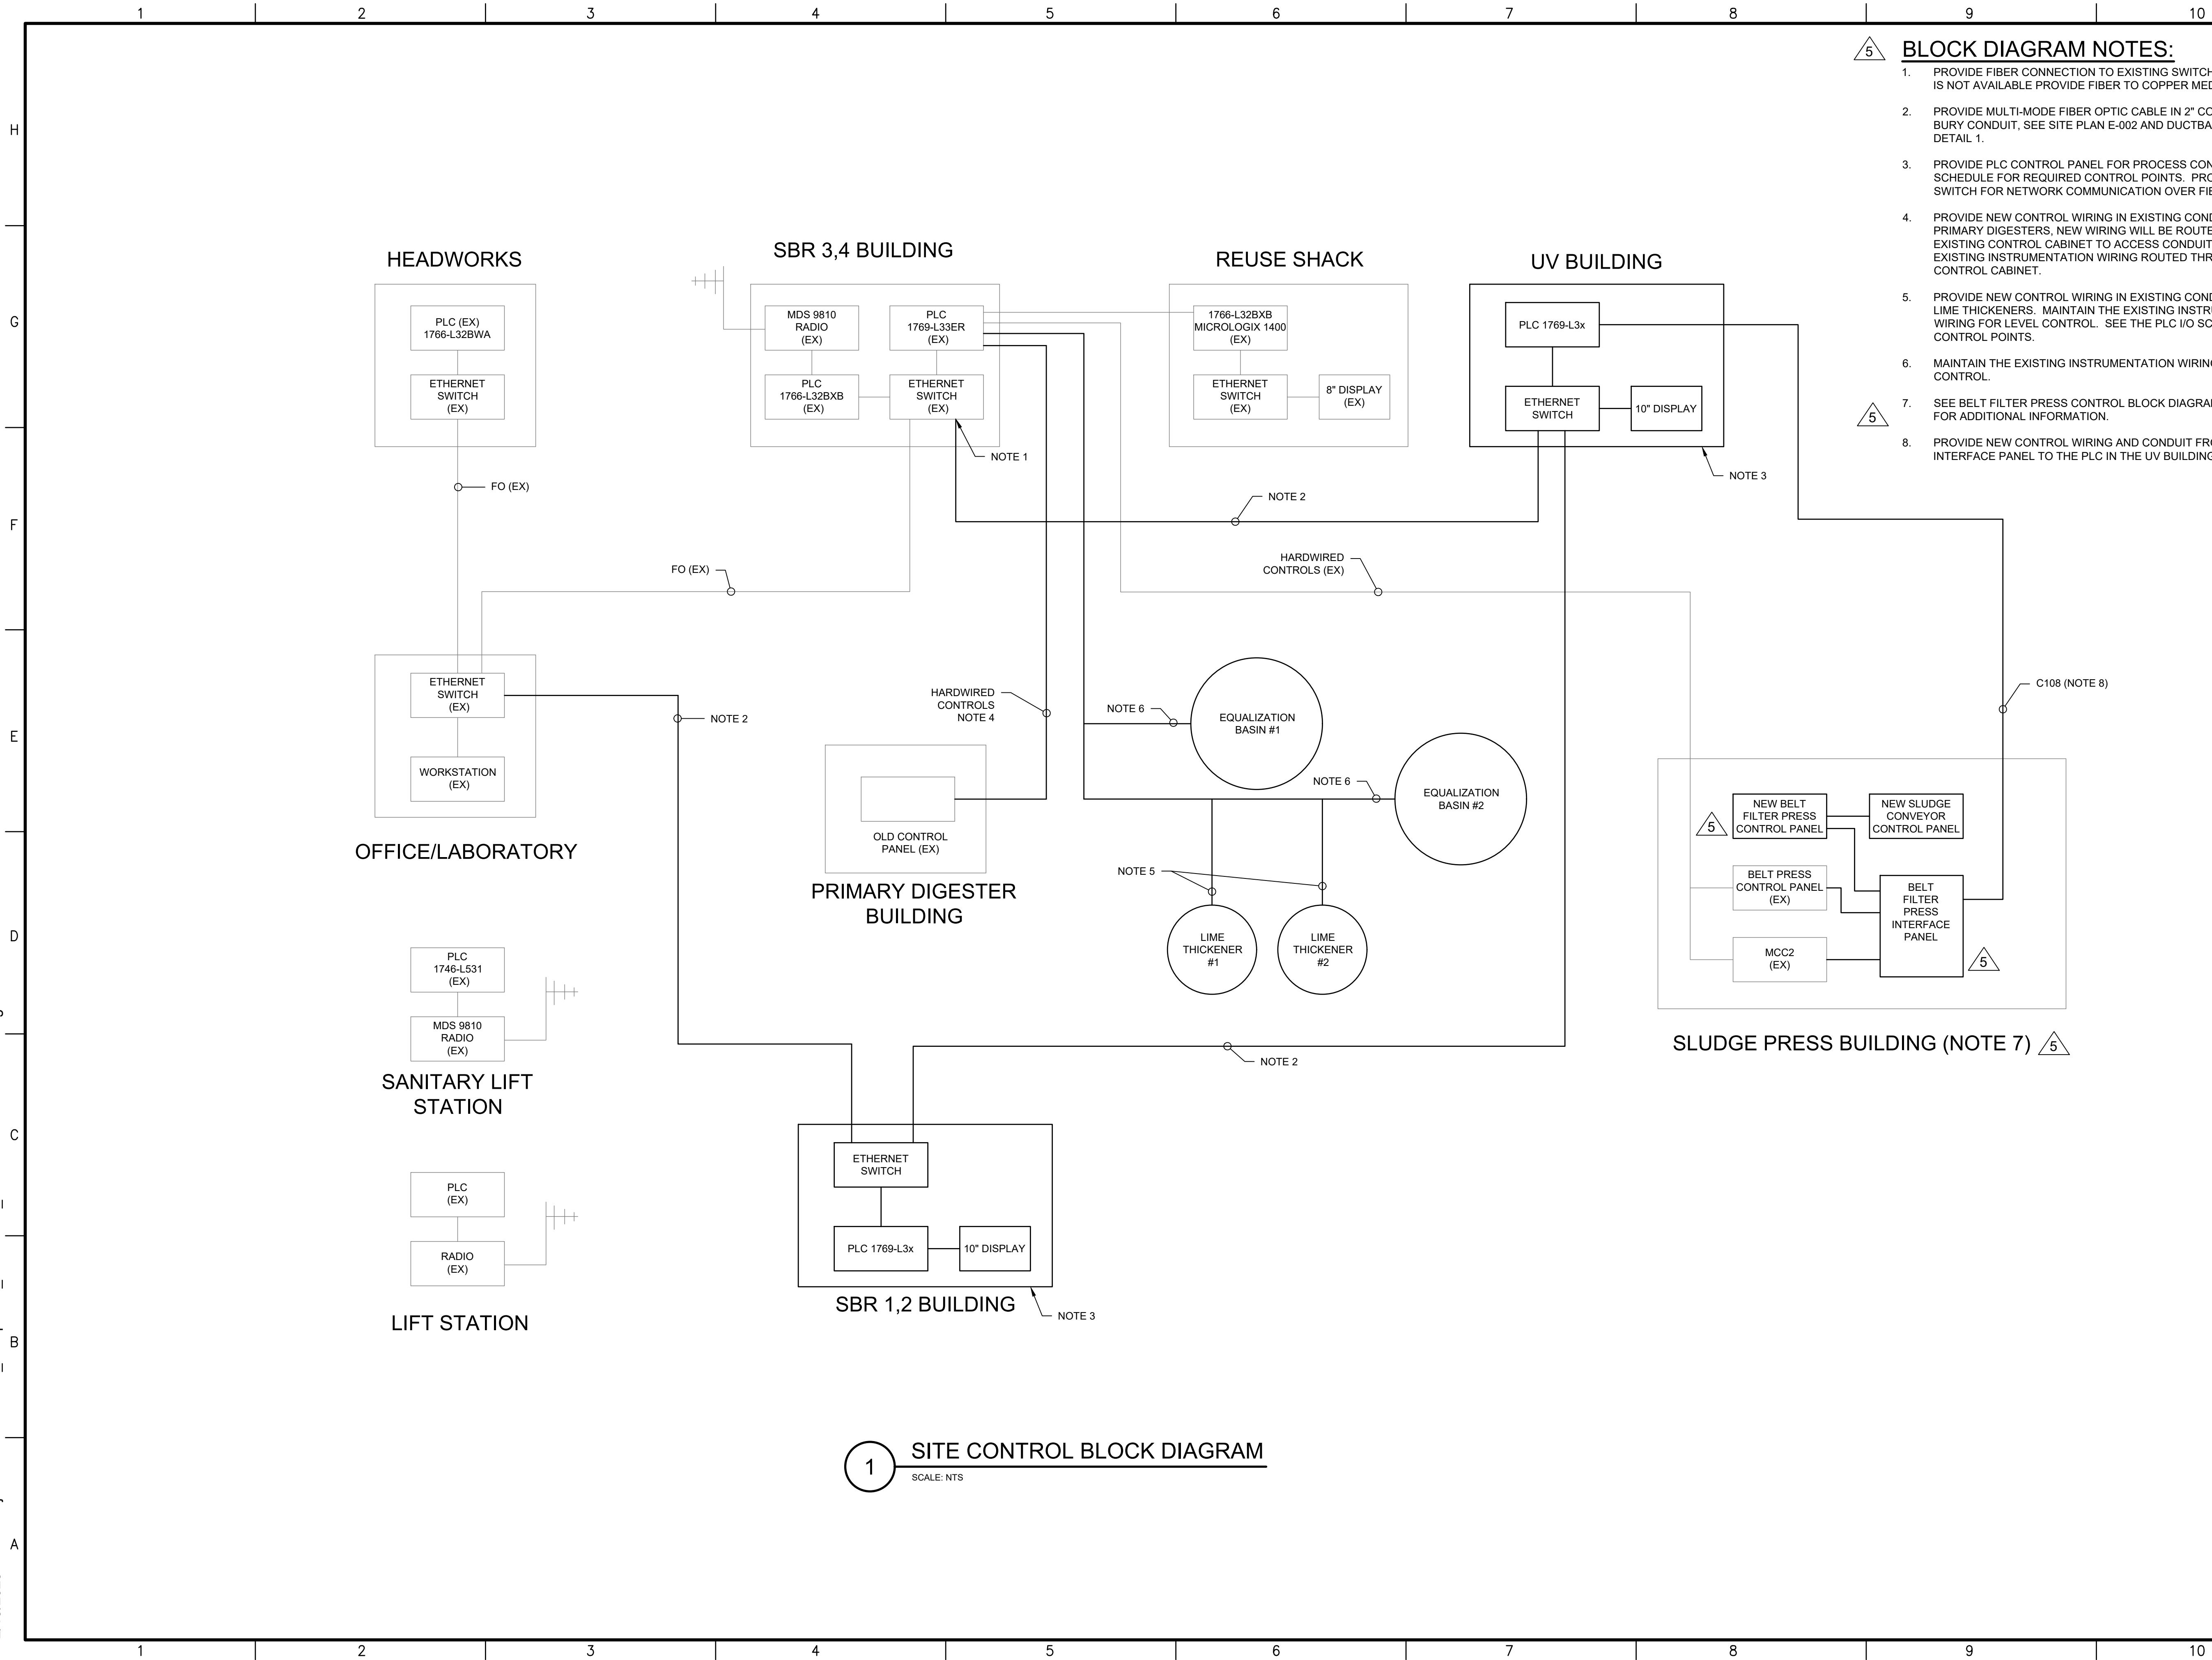 1 2 3 4 5 6 7 8 9 10
5
BLOCK DIAGRAM NOTES:
1. PROVIDE FIBER CONNECTION TO EXISTING SWITCH
IS NOT AVAILABLE PROVIDE FIBER TO COPPER
2. PROVIDE MULTI-MODE FIBER OPTIC CABLE IN 2"
BURY CONDUIT, SEE SITE PLAN E-002 AND
DETAIL 1.
3. PROVIDE PLC CONTROL PANEL FOR PROCESS
SCHEDULE FOR REQUIRED CONTROL POINTS.
SWITCH FOR NETWORK COMMUNICATION OVER
4. PROVIDE NEW CONTROL WIRING IN EXISTING
PRIMARY DIGESTERS, NEW WIRING WILL BE
EXISTING CONTROL CABINET TO ACCESS CONDUIT
EXISTING INSTRUMENTATION WIRING ROUTED
CONTROL CABINET.
5. PROVIDE NEW CONTROL WIRING IN EXISTING
LIME THICKENERS. MAINTAIN THE EXISTING
WIRING FOR LEVEL CONTROL. SEE THE PLC I/O
CONTROL POINTS.
6. MAINTAIN THE EXISTING INSTRUMENTATION
CONTROL.
5
7. SEE BELT FILTER PRESS CONTROL BLOCK
FOR ADDITIONAL INFORMATION.
8. PROVIDE NEW CONTROL WIRING AND CONDUIT
INTERFACE PANEL TO THE PLC IN THE UV
H
G
F
E
D
C
B
A
HEADWORKS
PLC (EX)
1766-L32BWA
ETHERNET
SWITCH
(EX)
FO (EX)
SBR 3,4 BUILDING
MDS 9810
RADIO
(EX)
PLC
1769-L33ER
(EX)
PLC
1766-L32BXB
(EX)
ETHERNET
SWITCH
(EX)
NOTE 1
REUSE SHACK
1766-L32BXB
MICROLOGIX 1400
(EX)
ETHERNET
SWITCH
(EX)
8" DISPLAY
(EX)
UV BUILDING
PLC 1769-L3x
ETHERNET
SWITCH
10" DISPLAY
NOTE 3
NOTE 2
FO (EX)
HARDWIRED
CONTROLS (EX)
ETHERNET
SWITCH
(EX)
WORKSTATION
(EX)
OFFICE/LABORATORY
NOTE 2
HARDWIRED
CONTROLS
NOTE 4
OLD CONTROL
PANEL (EX)
PRIMARY DIGESTER
BUILDING
NOTE 6
EQUALIZATION
BASIN #1
NOTE 6
EQUALIZATION
BASIN #2
NOTE 5
LIME
THICKENER
#1
LIME
THICKENER
#2
C108 (NOTE 8)
5
NEW BELT
FILTER PRESS
CONTROL PANEL
NEW SLUDGE
CONVEYOR
CONTROL PANEL
BELT PRESS
CONTROL PANEL
(EX)
BELT
FILTER
PRESS
INTERFACE
PANEL
MCC2
(EX)
5
SLUDGE PRESS BUILDING (NOTE 7)
5
PLC
1746-L531
(EX)
MDS 9810
RADIO
(EX)
SANITARY LIFT
STATION
NOTE 2
PLC
(EX)
RADIO
(EX)
LIFT STATION
ETHERNET
SWITCH
PLC 1769-L3x
10" DISPLAY
SBR 1,2 BUILDING
NOTE 3
1
SITE CONTROL BLOCK DIAGRAM
SCALE: NTS
1 2 3 4 5 6 7 8 9 10